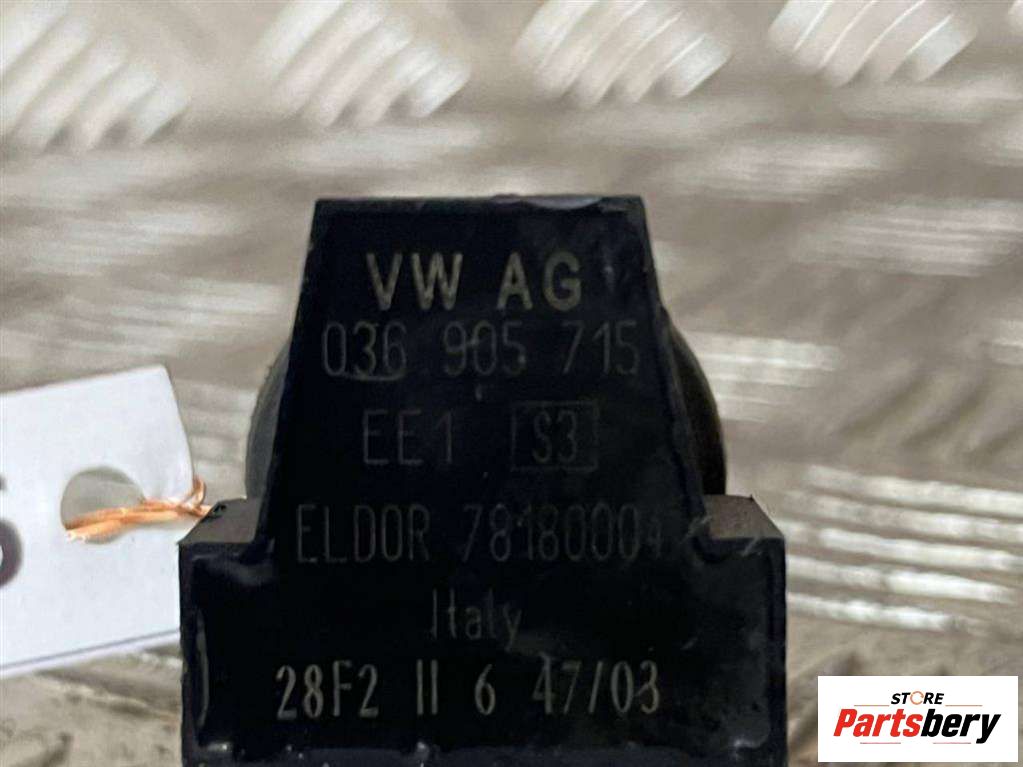 VW AG
036 905 715
EE1 S3
ELDOR 78180004
Italy
28F2 II 6 47/03
STORE
Partsbery